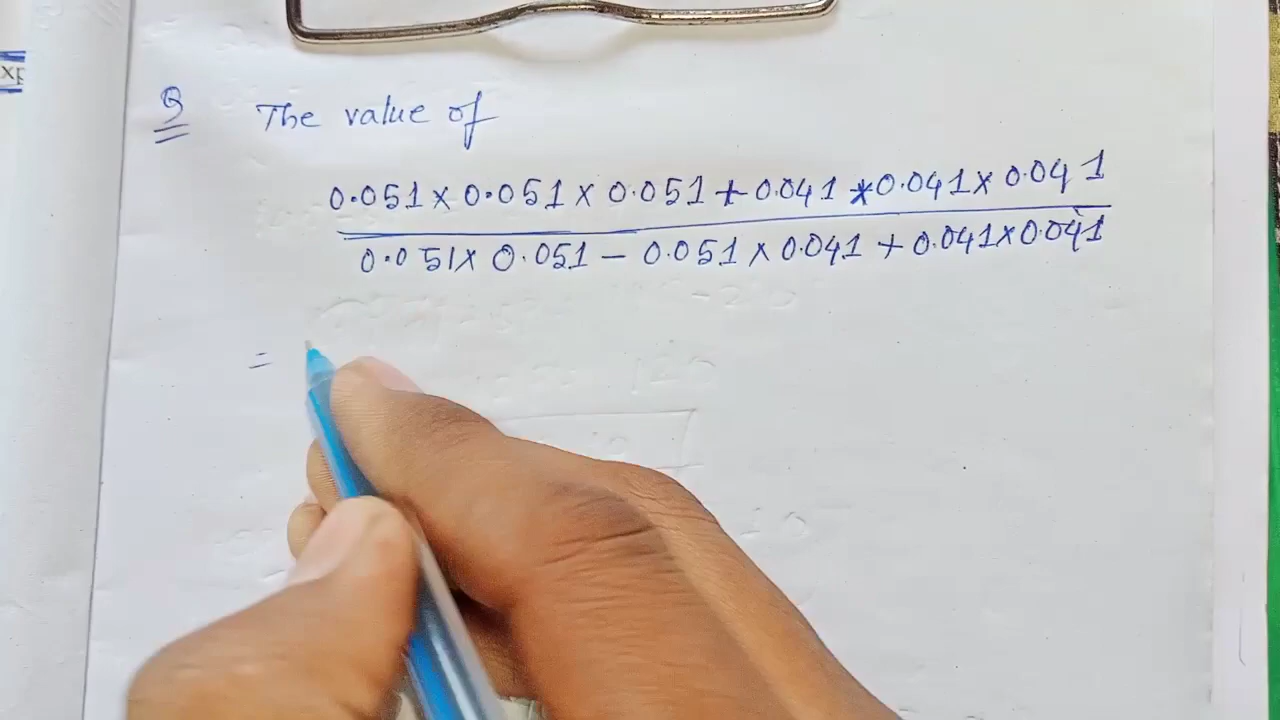 Q The value of
0.051 x 0.051 x 0.051 + 0.041 * 0.041 x 0.041
0.051 x 0.051 - 0.051 x 0.041 + 0.041 x 0.041
=